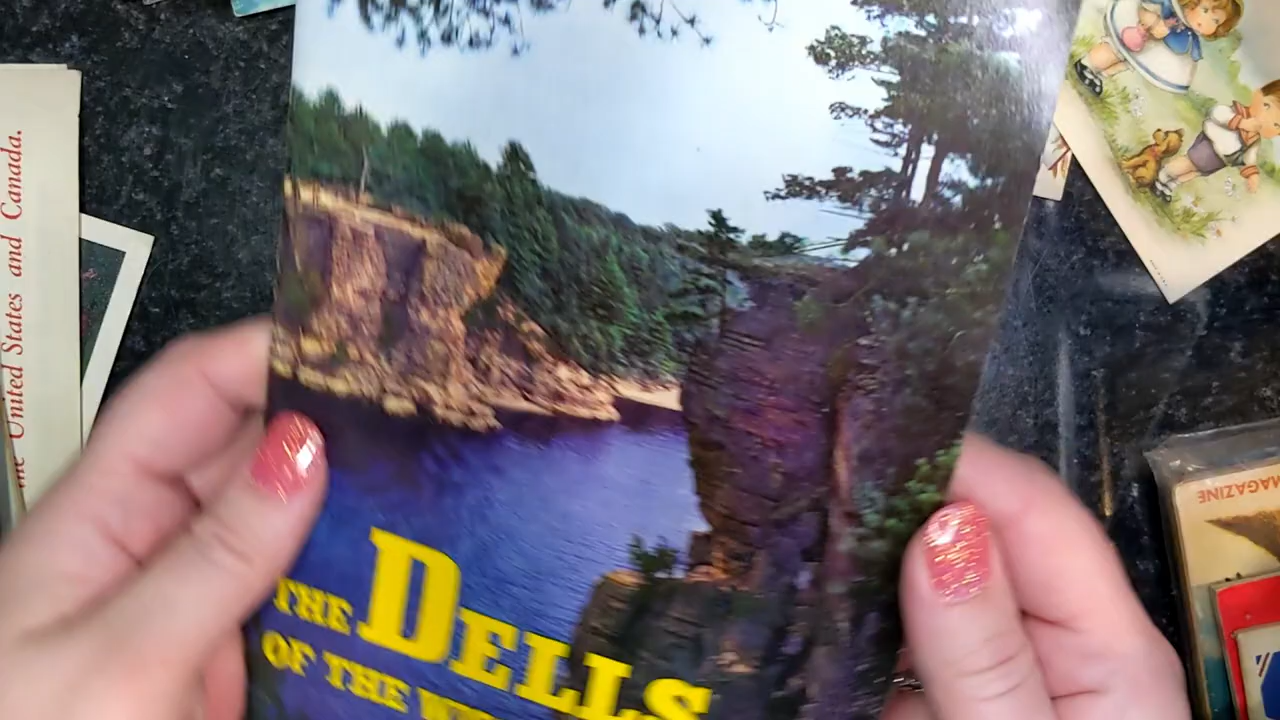 the United States and Canada.
THE DELLS
OF THE
MAGAZINE